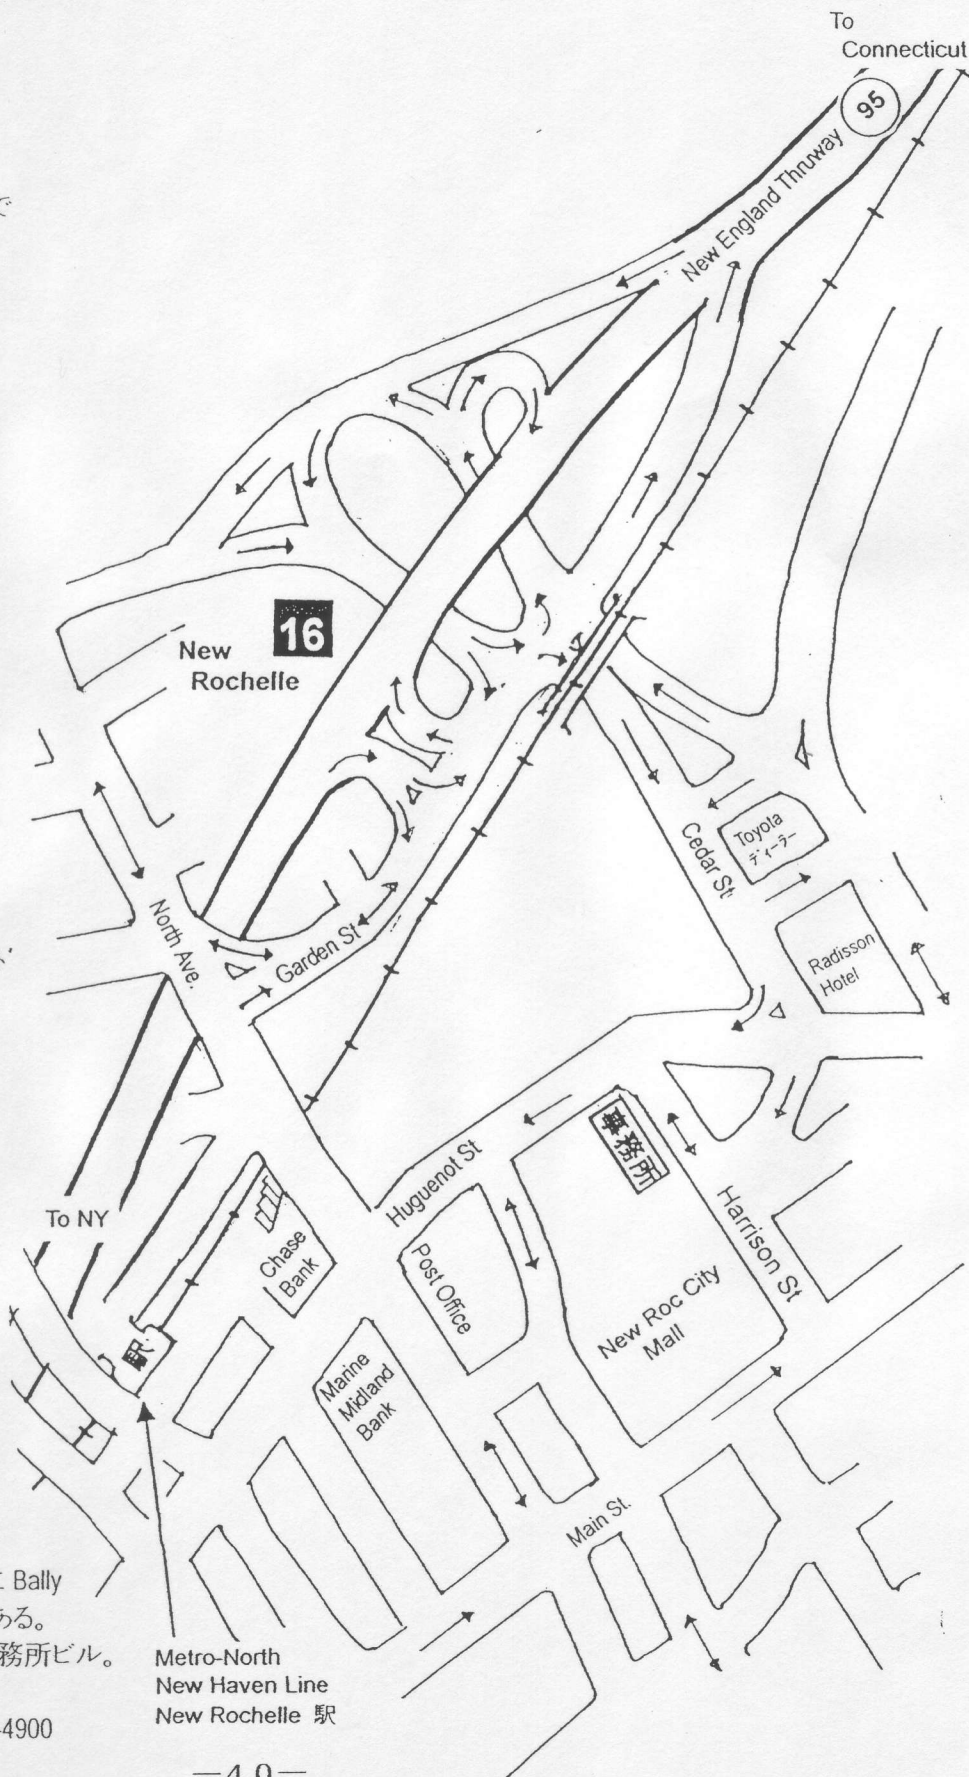 To
Connecticut
95
New England Thruway
で
16
New
Rochelle
Toyola
ディーラー
Cedar St.
North Ave.
Garden St
Radisson
Hotel
事務所
Huguenot St
Harrison St
To NY
Chase
Bank
Post Office
New Roc City
Mall
駅
Marine
Midland
Bank
Main St.
Bally
ある。
務所ビル。
Metro-North
New Haven Line
New Rochelle 駅
4900
—40—